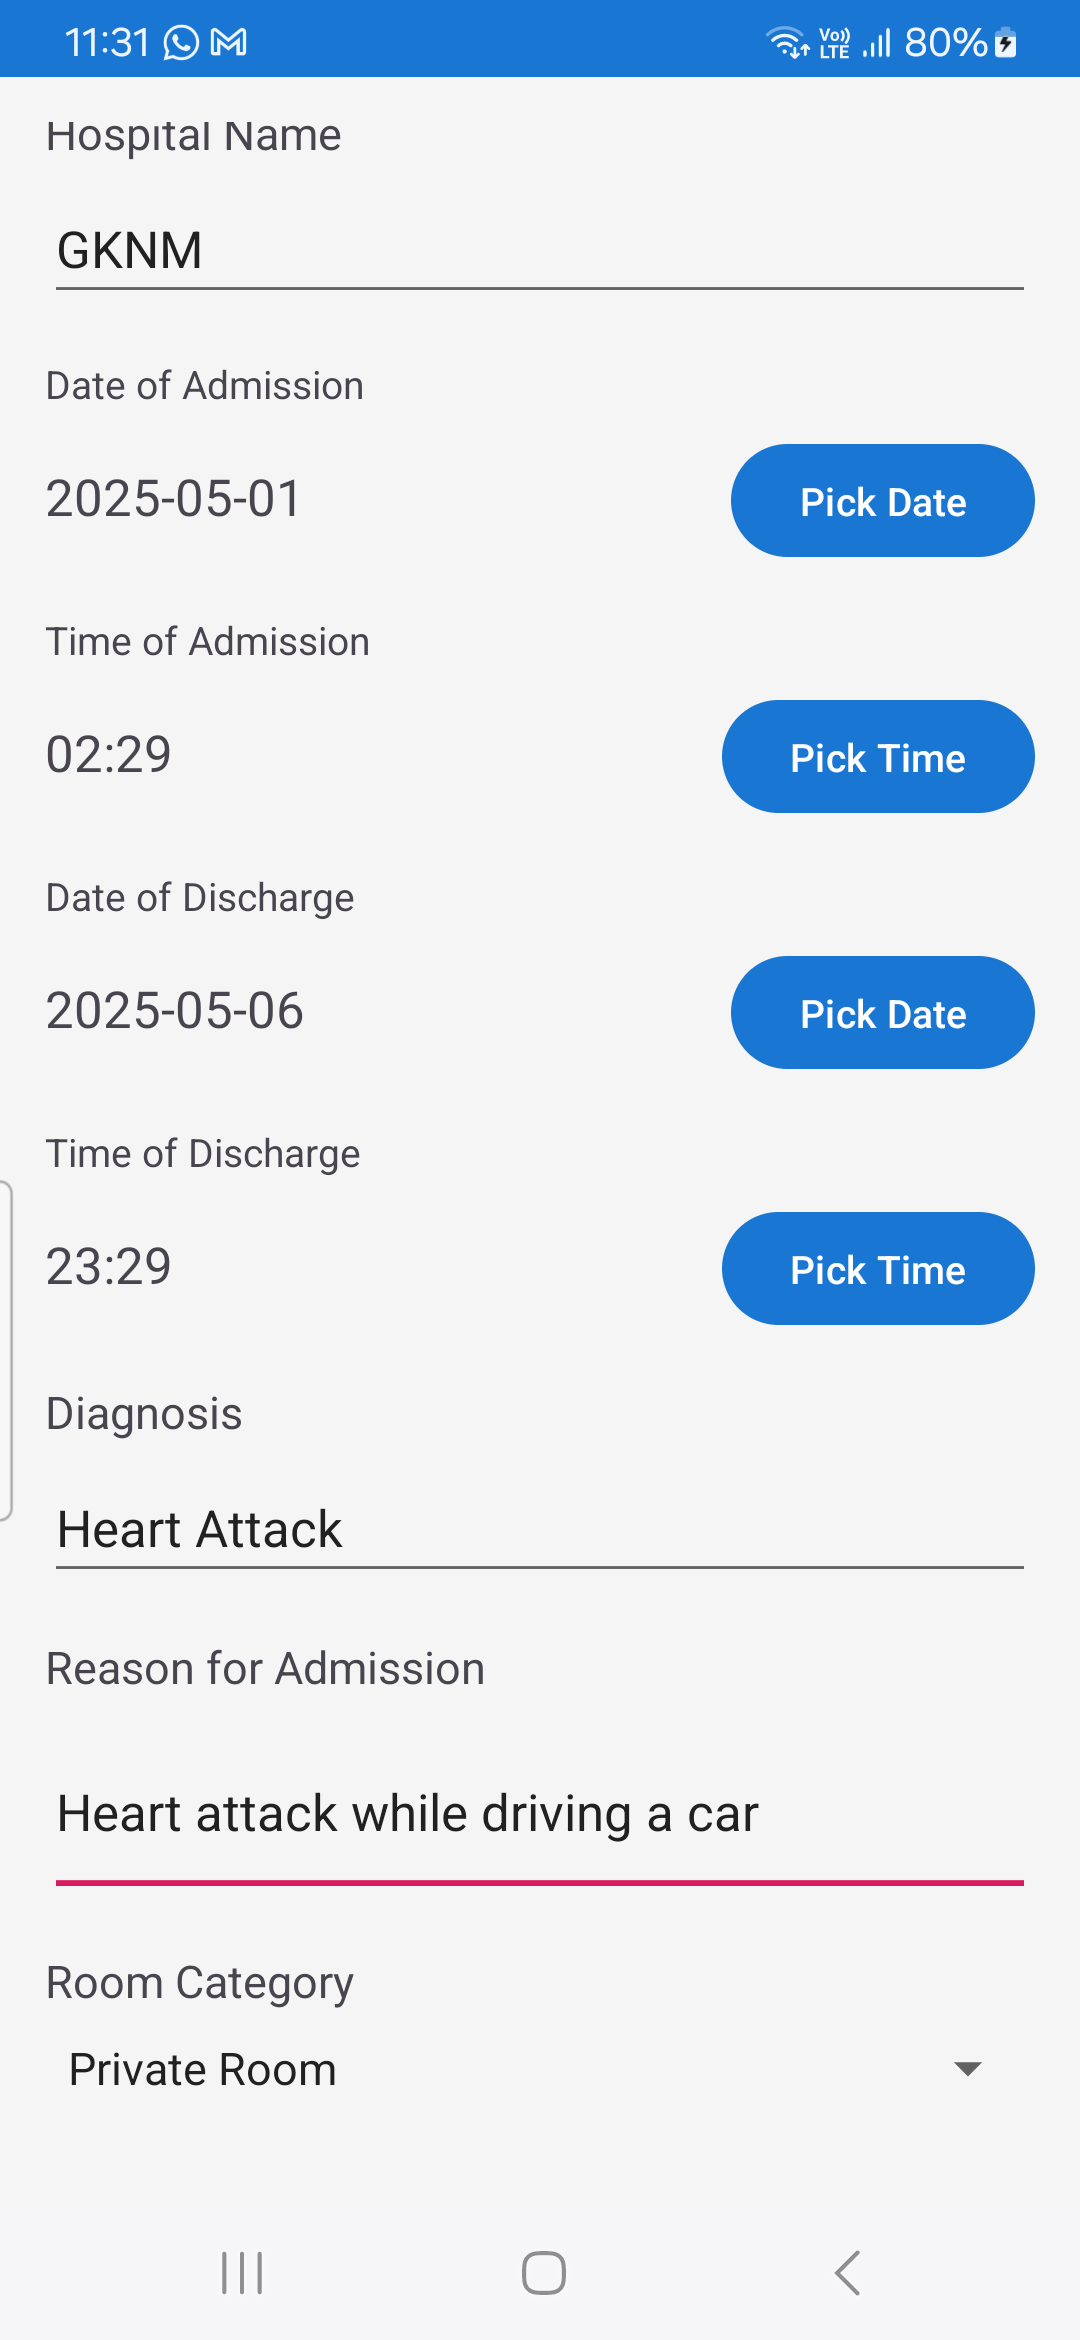 11:31 Vo)) LTE 80%
Hospital Name
GKNM
Date of Admission
2025-05-01 Pick Date
Time of Admission
02:29 Pick Time
Date of Discharge
2025-05-06 Pick Date
Time of Discharge
23:29 Pick Time
Diagnosis
Heart Attack
Reason for Admission
Heart attack while driving a car
Room Category
Private Room